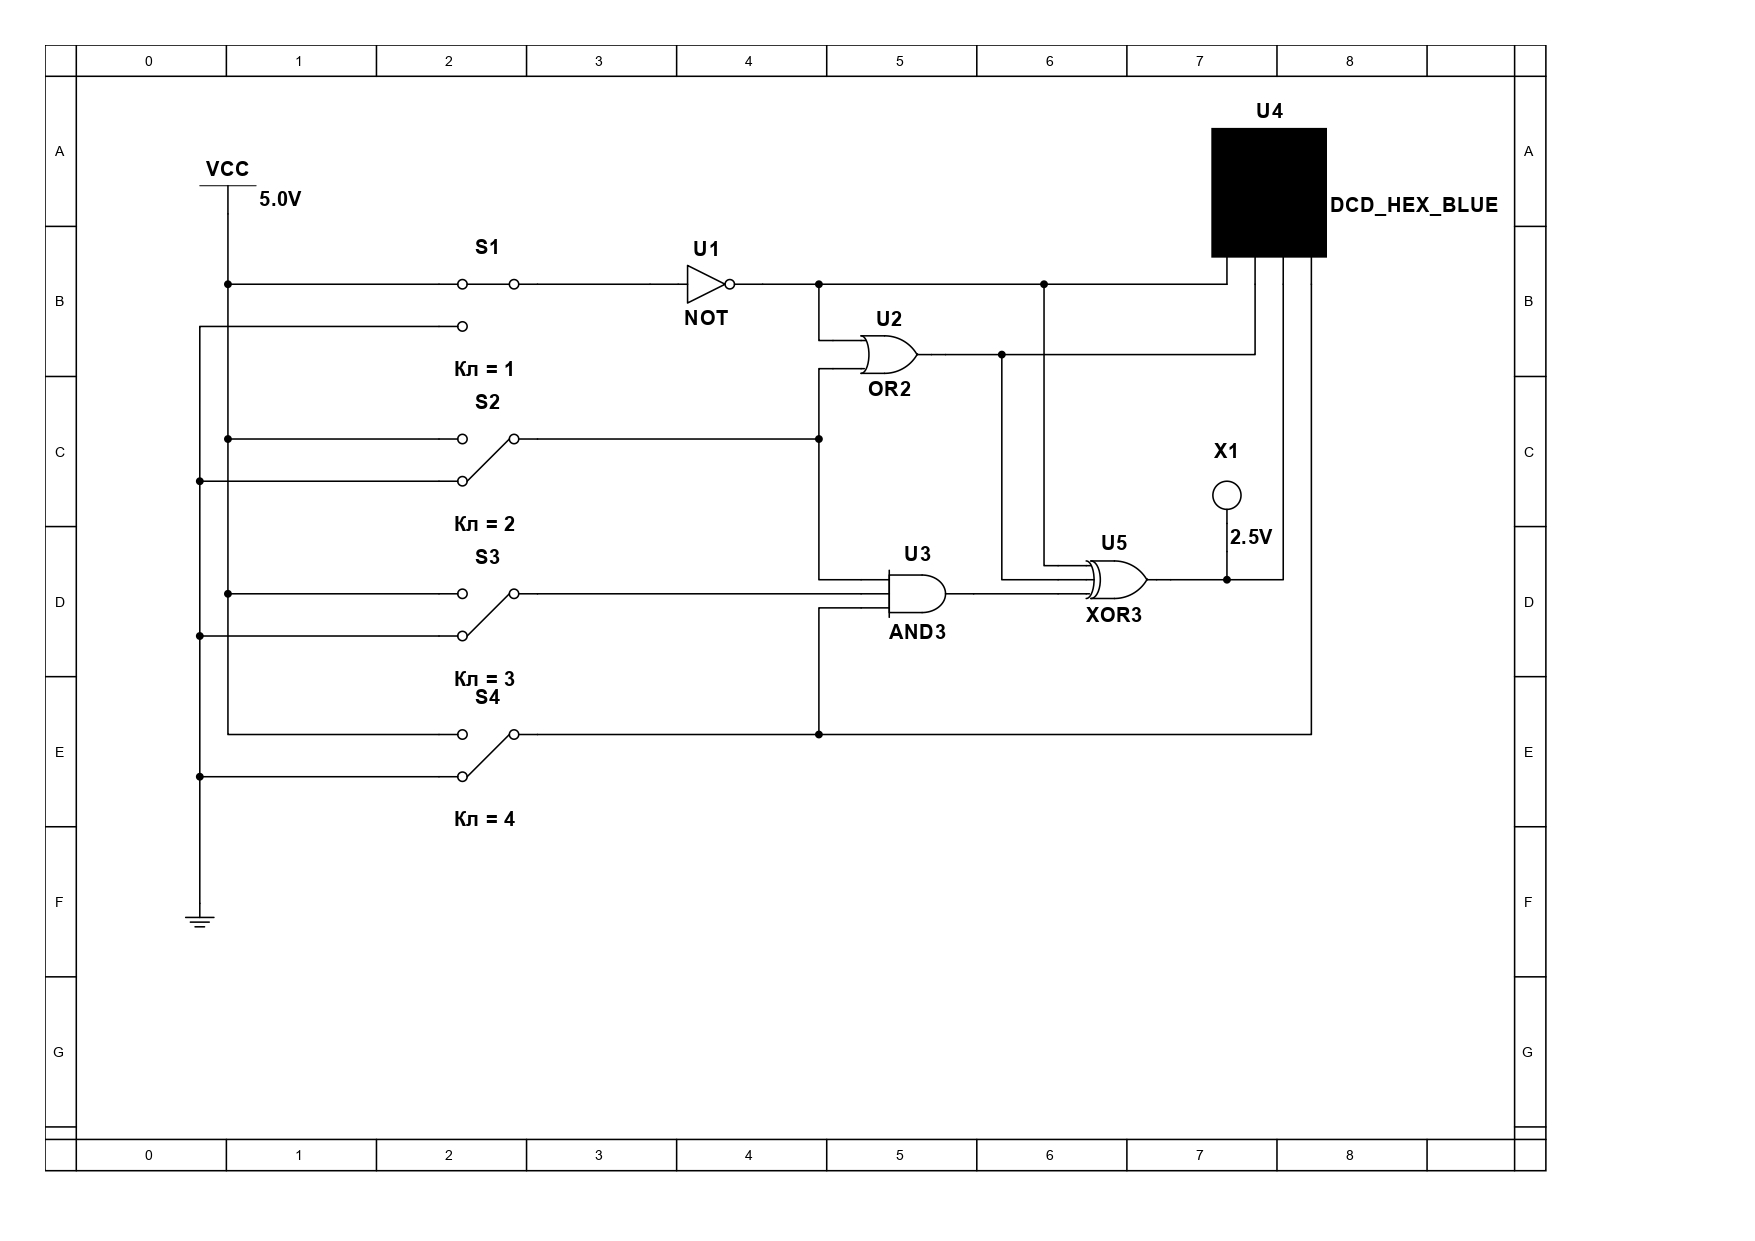 0 1 2 3 4 5 6 7 8
U4
A A
VCC
DCD_HEX_BLUE
5.0V
S1 U1
B B
NOT U2
Кл = 1
OR2
S2
C X1 C
Кл = 2
2.5V
U5
S3 U3
D D
XOR3
AND3
Кл = 3
S4
E E
Кл = 4
F F
G G
0 1 2 3 4 5 6 7 8